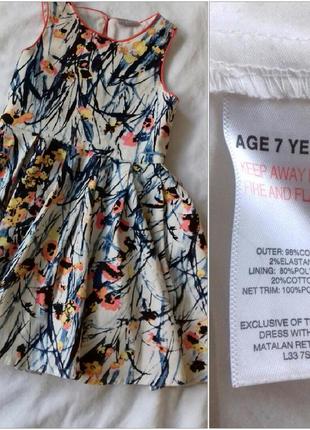 AGE 7 YE
KEEP AWAY
FIRE AND FL
OUTER: 98%CO
2%ELASTAN
LINING: 80%POL
20%COTTO
NET TRIM: 100%POL
EXCLUSIVE OF T
DRESS WITH
MATALAN RET
L33 7S